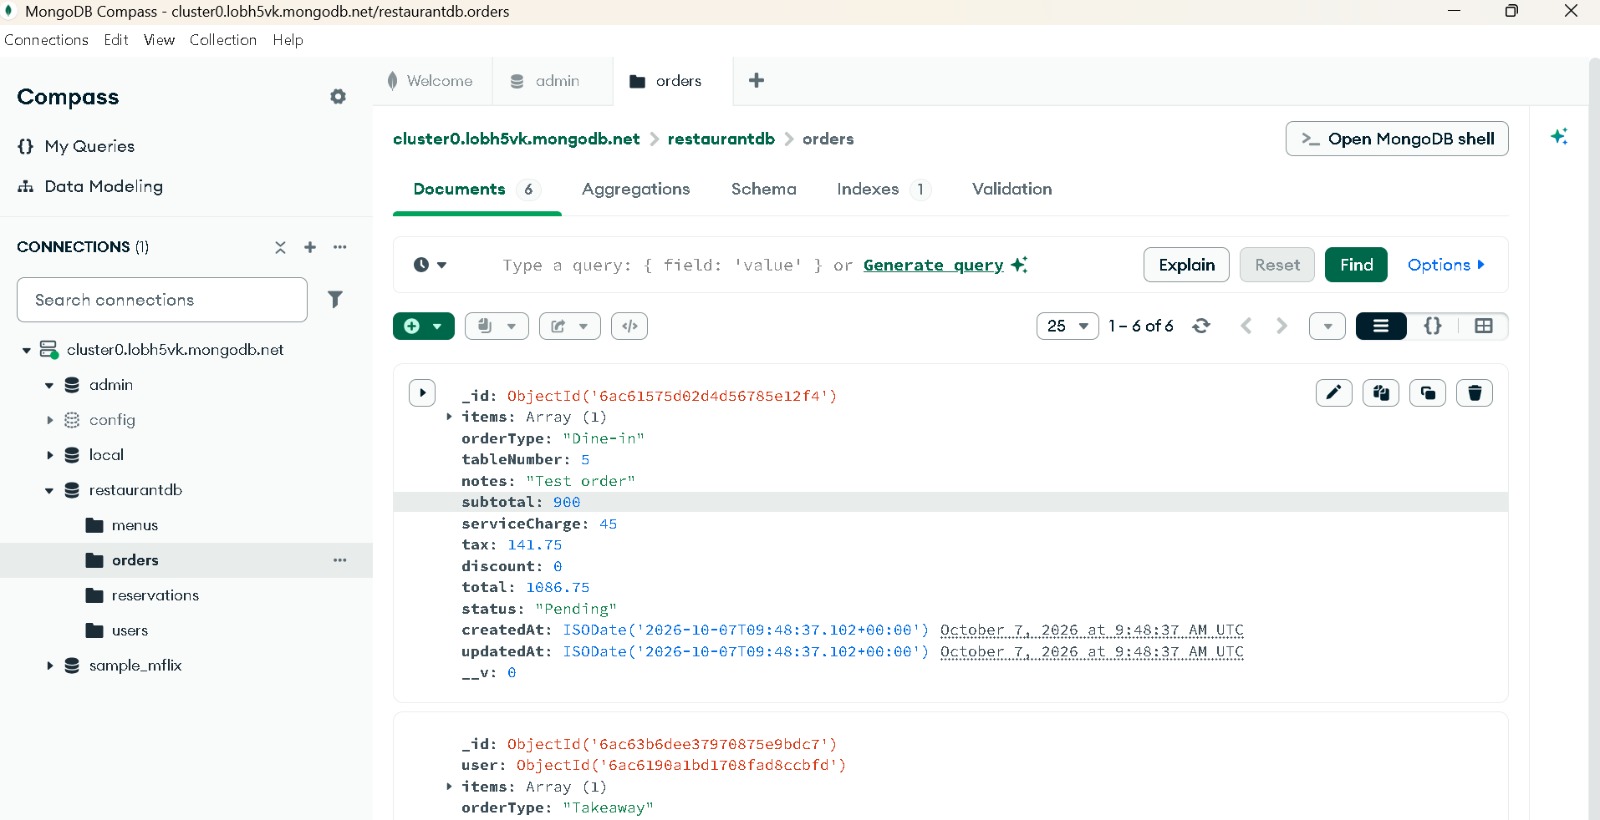 MongoDB Compass - cluster0.lobh5vk.mongodb.net/restaurantdb.orders
Connections Edit View Collection Help
Compass
My Queries
Data Modeling
CONNECTIONS (1)
Search connections
cluster0.lobh5vk.mongodb.net
admin
config
local
restaurantdb
menus
orders
reservations
users
sample_mflix
Welcome admin orders
cluster0.lobh5vk.mongodb.net > restaurantdb > orders
>_ Open MongoDB shell
Documents 6 Aggregations Schema Indexes 1 Validation
Type a query: { field: 'value' } or Generate query
Explain Reset Find Options
25 1 – 6 of 6
_id: ObjectId('6ac61575d02d4d56785e12f4')
items: Array (1)
orderType: "Dine-in"
tableNumber: 5
notes: "Test order"
subtotal: 900
serviceCharge: 45
tax: 141.75
discount: 0
total: 1086.75
status: "Pending"
createdAt: ISODate('2026-10-07T09:48:37.102+00:00') October 7, 2026 at 9:48:37 AM UTC
updatedAt: ISODate('2026-10-07T09:48:37.102+00:00') October 7, 2026 at 9:48:37 AM UTC
__v: 0
_id: ObjectId('6ac63b6dee37970875e9bdc7')
user: ObjectId('6ac6190a1bd1708fad8ccbfd')
items: Array (1)
orderType: "Takeaway"